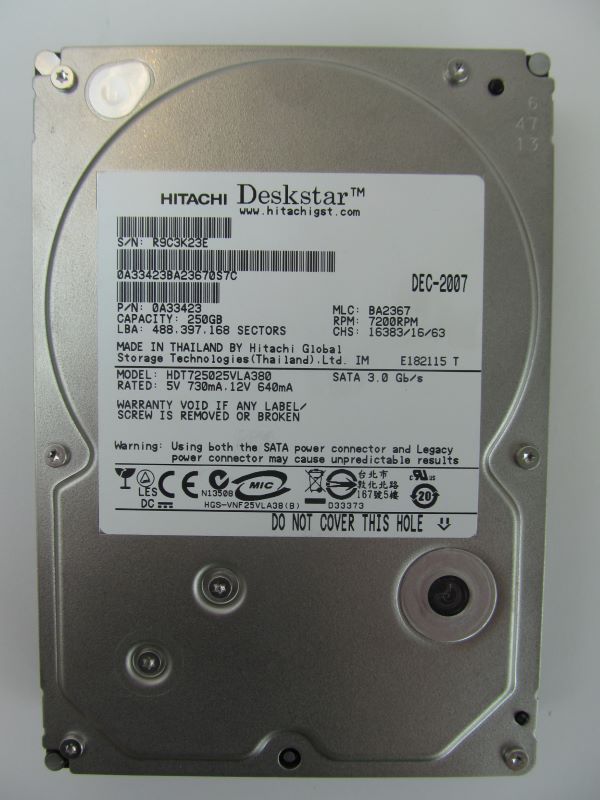 6
47
13
HITACHI Deskstar™
www.hitachigst.com
S/N: R9C3K23E
0A33423BA23670S7C
DEC-2007
P/N: 0A33423 MLC: BA2367
CAPACITY: 250GB RPM: 7200RPM
LBA: 488.397.168 SECTORS CHS: 16383/16/63
MADE IN THAILAND BY Hitachi Global
Storage Technologies(Thailand).Ltd. IM E182115 T
MODEL: HDT725025VLA380 SATA 3.0 Gb/s
RATED: 5V 730mA.12V 640mA
WARRANTY VOID IF ANY LABEL/
SCREW IS REMOVED OR BROKEN
Warning: Using both the SATA power connector and Legacy
power connector may cause unpredictable results
LES CE N13508 MIC 台北市 c RU US
敦化北路
DC 167號5樓 20
HGS-VNF25VLA38(B) D33373
DO NOT COVER THIS HOLE